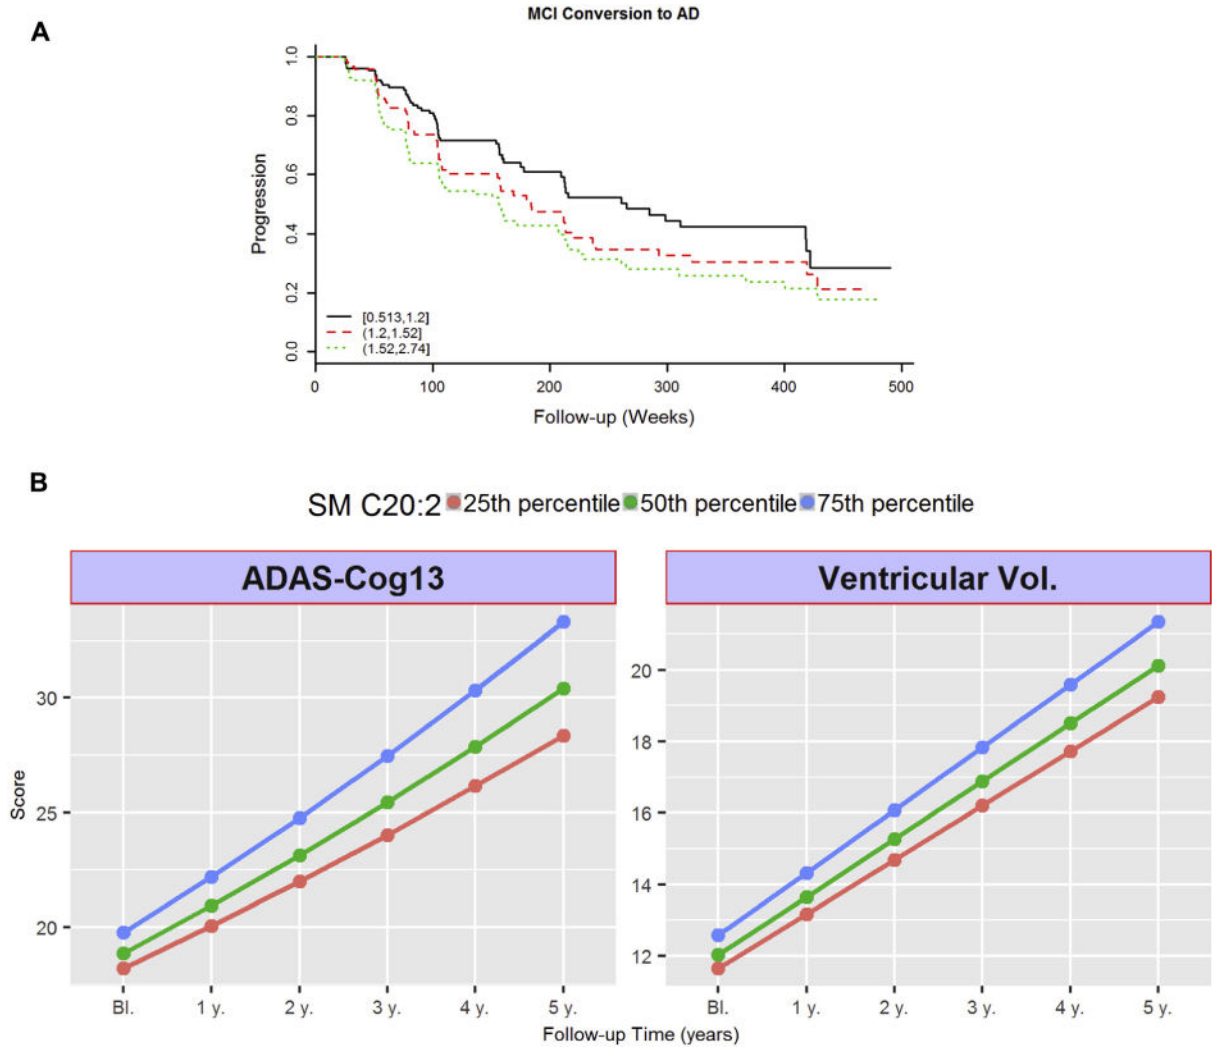 A
MCI Conversion to AD
Progression
1.0
0.8
0.6
0.4
0.2
0.0
[0.513,1.2]
(1.2,1.52]
(1.52,2.74]
0 100 200 300 400 500
Follow-up (Weeks)
B
SM C20:2 25th percentile 50th percentile 75th percentile
ADAS-Cog13
Score
30
25
20
Bl. 1 y. 2 y. 3 y. 4 y. 5 y.
Ventricular Vol.
20
18
16
14
12
Bl. 1 y. 2 y. 3 y. 4 y. 5 y.
Follow-up Time (years)